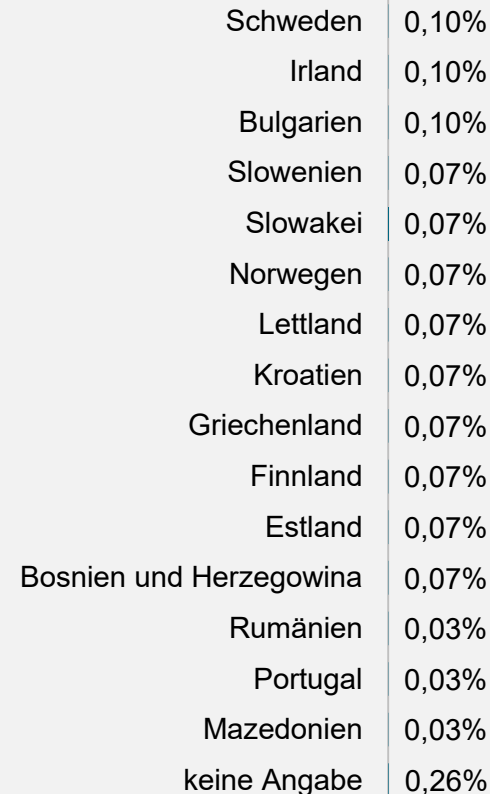 Schweden 0,10%
Irland 0,10%
Bulgarien 0,10%
Slowenien 0,07%
Slowakei 0,07%
Norwegen 0,07%
Lettland 0,07%
Kroatien 0,07%
Griechenland 0,07%
Finnland 0,07%
Estland 0,07%
Bosnien und Herzegowina 0,07%
Rumänien 0,03%
Portugal 0,03%
Mazedonien 0,03%
keine Angabe 0,26%